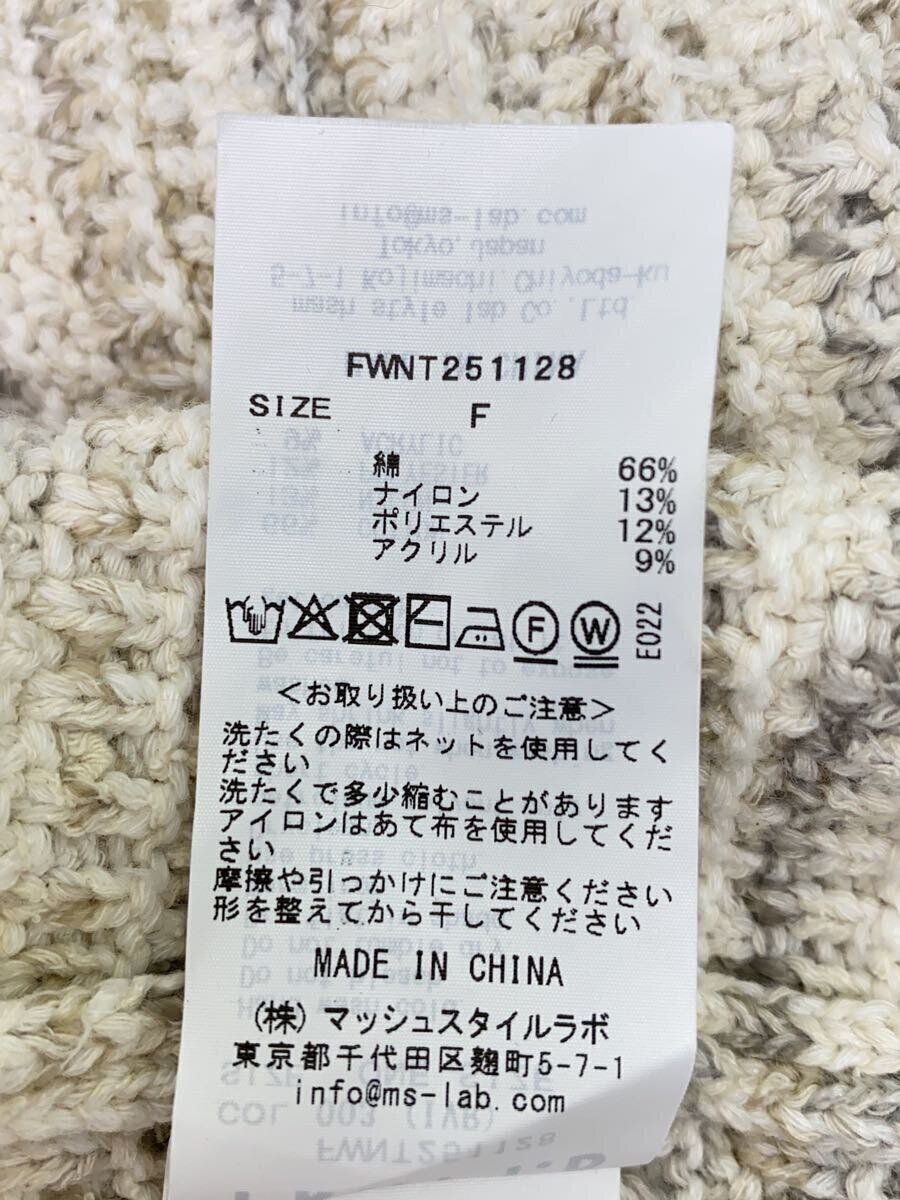 FWNT251128
SIZE F
綿 66%
ナイロン 13%
ポリエステル 12%
アクリル 9%
F W E022
<お取り扱い上のご注意>
洗たくの際はネットを使用してく
ださい
洗たくで多少縮むことがあります
アイロンはあて布を使用してくだ
さい
摩擦や引っかけにご注意ください
形を整えてから干してください
MADE IN CHINA
(株) マッシュスタイルラボ
東京都千代田区麹町5-7-1
info@ms-lab.com